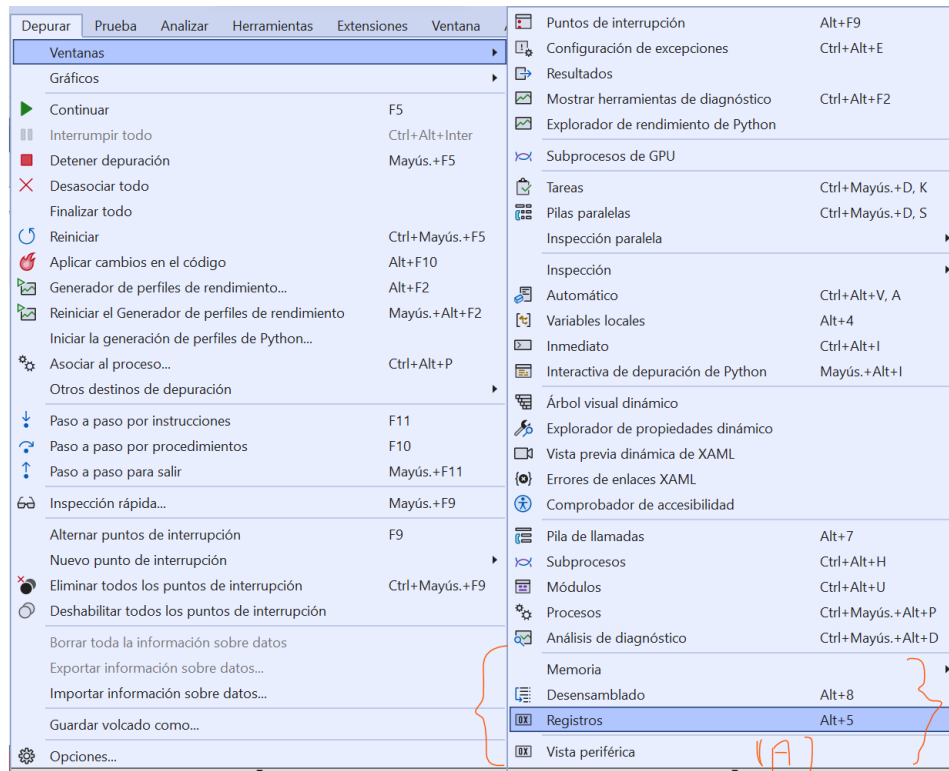 Depurar Prueba Analizar Herramientas Extensiones Ventana
Ventanas
Gráficos
Continuar F5
Interrumpir todo Ctrl+Alt+Inter
Detener depuración Mayús.+F5
Desasociar todo
Finalizar todo
Reiniciar Ctrl+Mayús.+F5
Aplicar cambios en el código Alt+F10
Generador de perfiles de rendimiento... Alt+F2
Reiniciar el Generador de perfiles de rendimiento Mayús.+Alt+F2
Iniciar la generación de perfiles de Python...
Asociar al proceso... Ctrl+Alt+P
Otros destinos de depuración
Paso a paso por instrucciones F11
Paso a paso por procedimientos F10
Paso a paso para salir Mayús.+F11
Inspección rápida... Mayús.+F9
Alternar puntos de interrupción F9
Nuevo punto de interrupción
Eliminar todos los puntos de interrupción Ctrl+Mayús.+F9
Deshabilitar todos los puntos de interrupción
Borrar toda la información sobre datos
Exportar información sobre datos...
Importar información sobre datos...
Guardar volcado como...
Opciones...
Puntos de interrupción Alt+F9
Configuración de excepciones Ctrl+Alt+E
Resultados
Mostrar herramientas de diagnóstico Ctrl+Alt+F2
Explorador de rendimiento de Python
Subprocesos de GPU
Tareas Ctrl+Mayús.+D, K
Pilas paralelas Ctrl+Mayús.+D, S
Inspección paralela
Inspección
Automático Ctrl+Alt+V, A
Variables locales Alt+4
Inmediato Ctrl+Alt+I
Interactiva de depuración de Python Mayús.+Alt+I
Árbol visual dinámico
Explorador de propiedades dinámico
Vista previa dinámica de XAML
Errores de enlaces XAML
Comprobador de accesibilidad
Pila de llamadas Alt+7
Subprocesos Ctrl+Alt+H
Módulos Ctrl+Alt+U
Procesos Ctrl+Mayús.+Alt+P
Análisis de diagnóstico Ctrl+Mayús.+Alt+D
Memoria
Desensamblado Alt+8
Registros Alt+5
Vista periférica
A